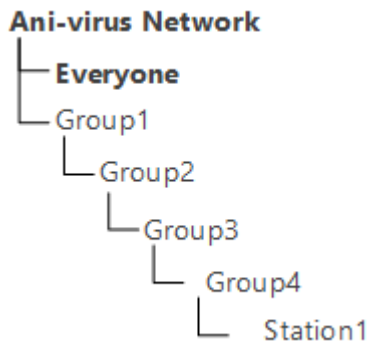 Ani-virus Network
Everyone
Group1
Group2
Group3
Group4
Station1